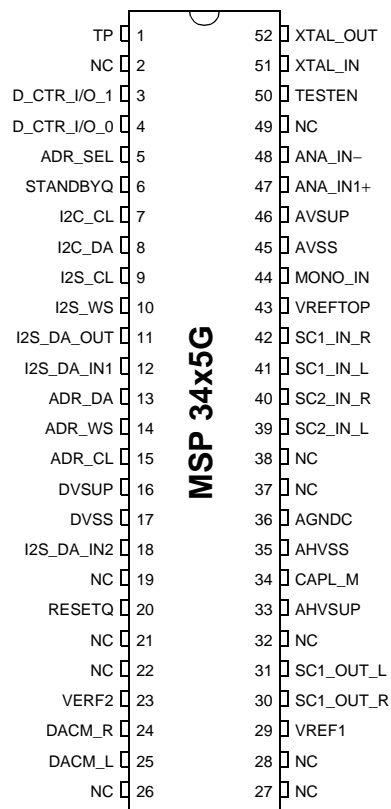 TP 1 52 XTAL_OUT
NC 2 51 XTAL_IN
D_CTR_I/O_1 3 50 TESTEN
D_CTR_I/O_0 4 49 NC
ADR_SEL 5 48 ANA_IN−
STANDBYQ 6 47 ANA_IN1+
I2C_CL 7 46 AVSUP
I2C_DA 8 45 AVSS
I2S_CL 9 44 MONO_IN
I2S_WS 10 43 VREFTOP
I2S_DA_OUT 11 42 SC1_IN_R
I2S_DA_IN1 12 41 SC1_IN_L
ADR_DA 13 40 SC2_IN_R
ADR_WS 14 39 SC2_IN_L
ADR_CL 15 38 NC
DVSUP 16 37 NC
DVSS 17 36 AGNDC
I2S_DA_IN2 18 35 AHVSS
NC 19 34 CAPL_M
RESETQ 20 33 AHVSUP
NC 21 32 NC
NC 22 31 SC1_OUT_L
VERF2 23 30 SC1_OUT_R
DACM_R 24 29 VREF1
DACM_L 25 28 NC
NC 26 27 NC
MSP 34x5G